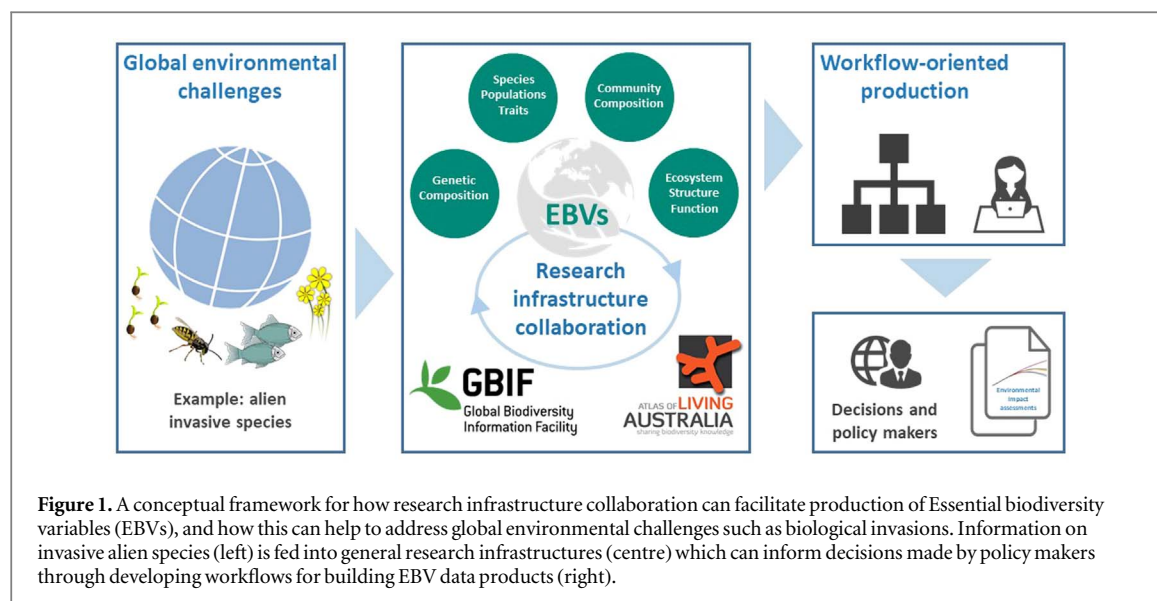 Global environmental
challenges
Example: alien
invasive species
Species
Populations
Traits
Community
Composition
Genetic
Composition
Ecosystem
Structure
Function
EBVs
Research
infrastructure
collaboration
GBIF
Global Biodiversity
Information Facility
ATLAS OF LIVING
AUSTRALIA
sharing biodiversity knowledge
Workflow-oriented
production
Decisions and
policy makers
Environmental
Impact
assessments
Figure 1. A conceptual framework for how research infrastructure collaboration can facilitate production of Essential biodiversity
variables (EBVs), and how this can help to address global environmental challenges such as biological invasions. Information on
invasive alien species (left) is fed into general research infrastructures (centre) which can inform decisions made by policy makers
through developing workflows for building EBV data products (right).